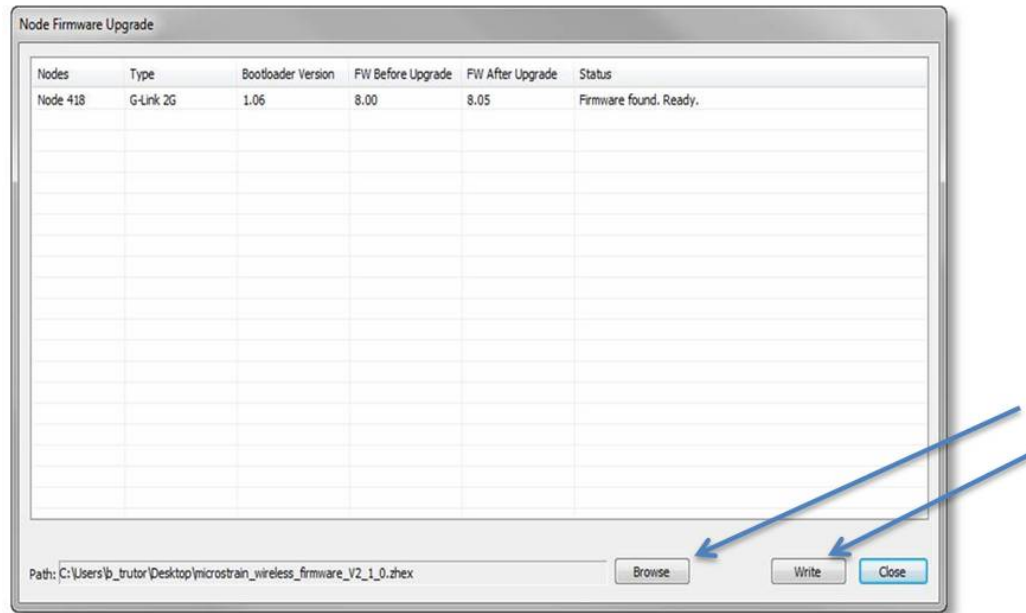 Node Firmware Upgrade
Nodes Type Bootloader Version FW Before Upgrade FW After Upgrade Status
Node 418 G-Link 2G 1.06 8.00 8.05 Firmware found. Ready.
Path: C:\Users\b_trutor\Desktop\microstrain_wireless_firmware_V2_1_0.zhex Browse Write Close